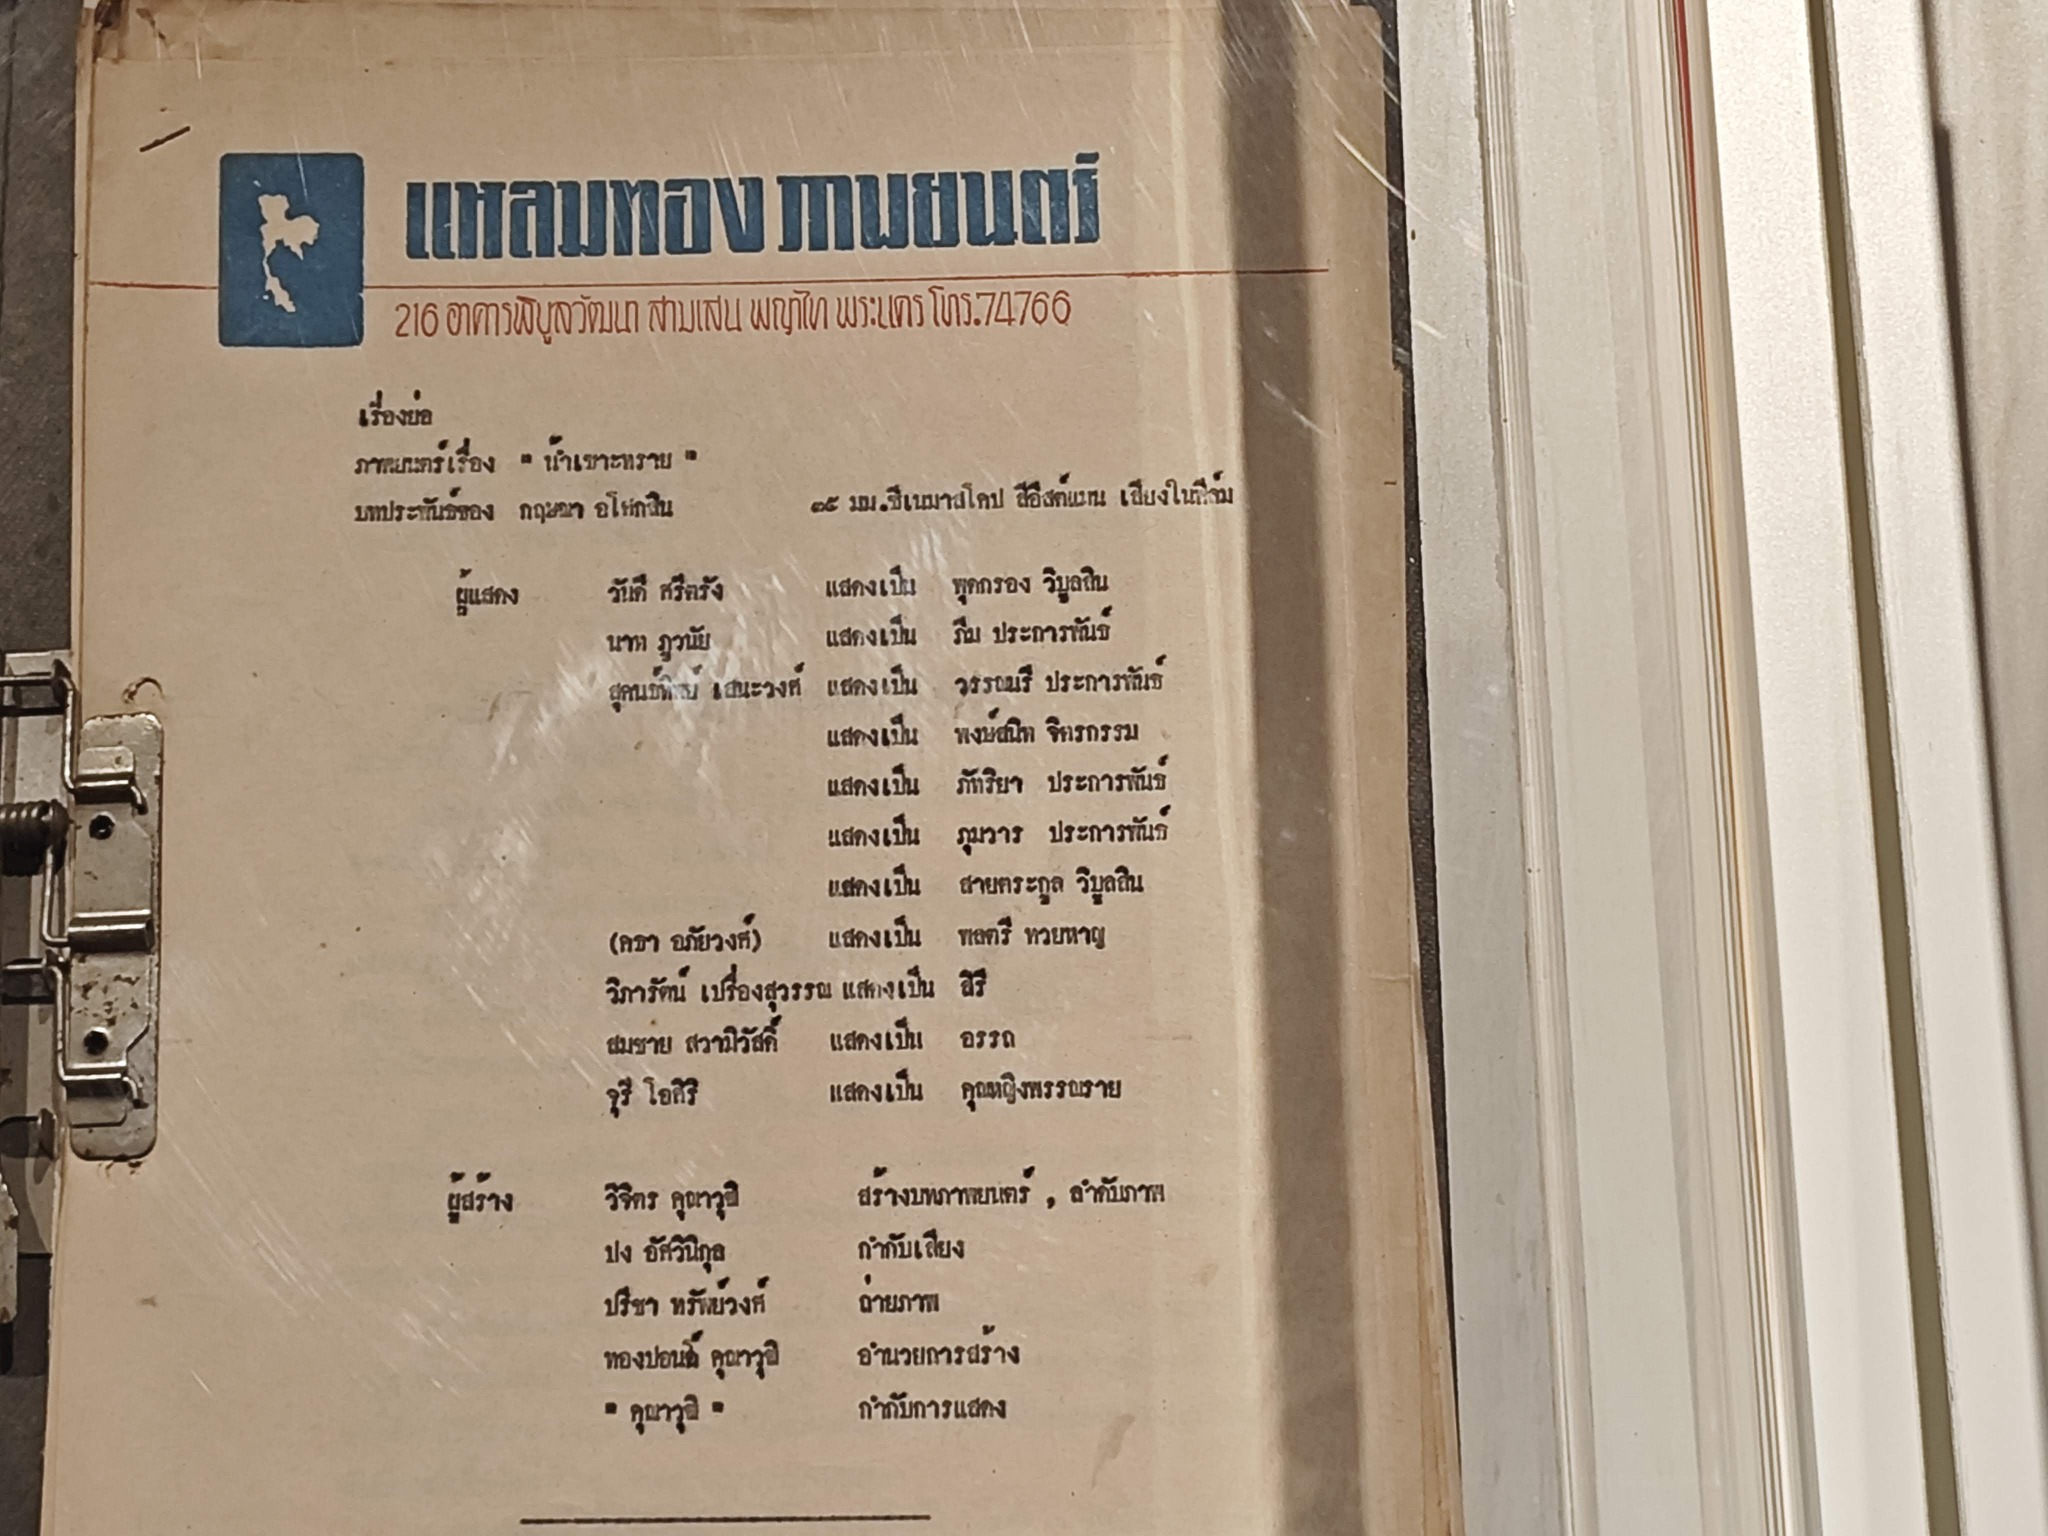 แหลมทองภาพยนตร์
216 อาคารพิบูลวัฒนา สามเสน พญาไท พระนคร โทร.74766
เรื่องย่อ
ภาพยนตร์เรื่อง " น้ำเซาะทราย "
บทประพันธ์ของ กฤษณา อโศกสิน ๓๕ มม.ซีเนมาสโคป สีอีสต์แมน เสียงในฟิล์ม
ผู้แสดง วันดี ศรีตรัง แสดงเป็น พุดกรอง วิบูลสิน
นาท ภูวนัย แสดงเป็น ภีม ประการพันธ์
สุคนธ์ทิพย์ เสนะวงศ์ แสดงเป็น วรรณนรี ประการพันธ์
แสดงเป็น พงษ์สนิท จิตรกรรม
แสดงเป็น ภัทริยา ประการพันธ์
แสดงเป็น ภูมวาร ประการพันธ์
แสดงเป็น สายตระกูล วิบูลสิน
(คธา อภัยวงศ์) แสดงเป็น พลตรี หวยหาญ
วิภารัตน์ เปรื่องสุวรรณ แสดงเป็น สิรี
สมชาย สวามิวัสดิ์ แสดงเป็น อรรถ
จุรี โอศิริ แสดงเป็น คุณหญิงพรรณราย
ผู้สร้าง วิจิตร คุณาวุฒิ สร้างบทภาพยนตร์ , ลำดับภาพ
ปง อัศวินิกุล กำกับเสียง
ปรีชา ทรัพย์วงศ์ ถ่ายภาพ
ทองปอนด์ คุณาวุฒิ อำนวยการสร้าง
" คุณาวุฒิ " กำกับการแสดง